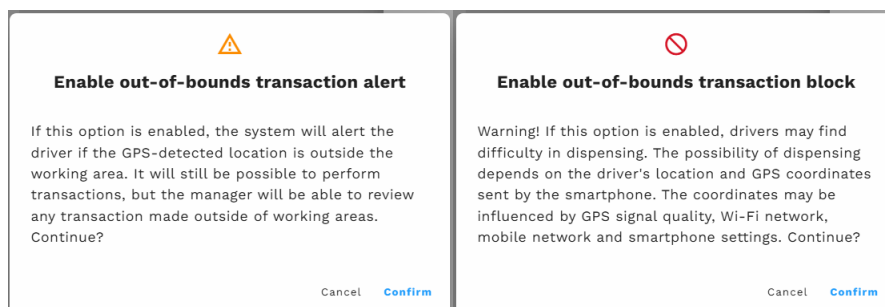 Enable out-of-bounds transaction alert
If this option is enabled, the system will alert the
driver if the GPS-detected location is outside the
working area. It will still be possible to perform
transactions, but the manager will be able to review
any transaction made outside of working areas.
Continue?
Cancel Confirm
Enable out-of-bounds transaction block
Warning! If this option is enabled, drivers may find
difficulty in dispensing. The possibility of dispensing
depends on the driver's location and GPS coordinates
sent by the smartphone. The coordinates may be
influenced by GPS signal quality, Wi-Fi network,
mobile network and smartphone settings. Continue?
Cancel Confirm